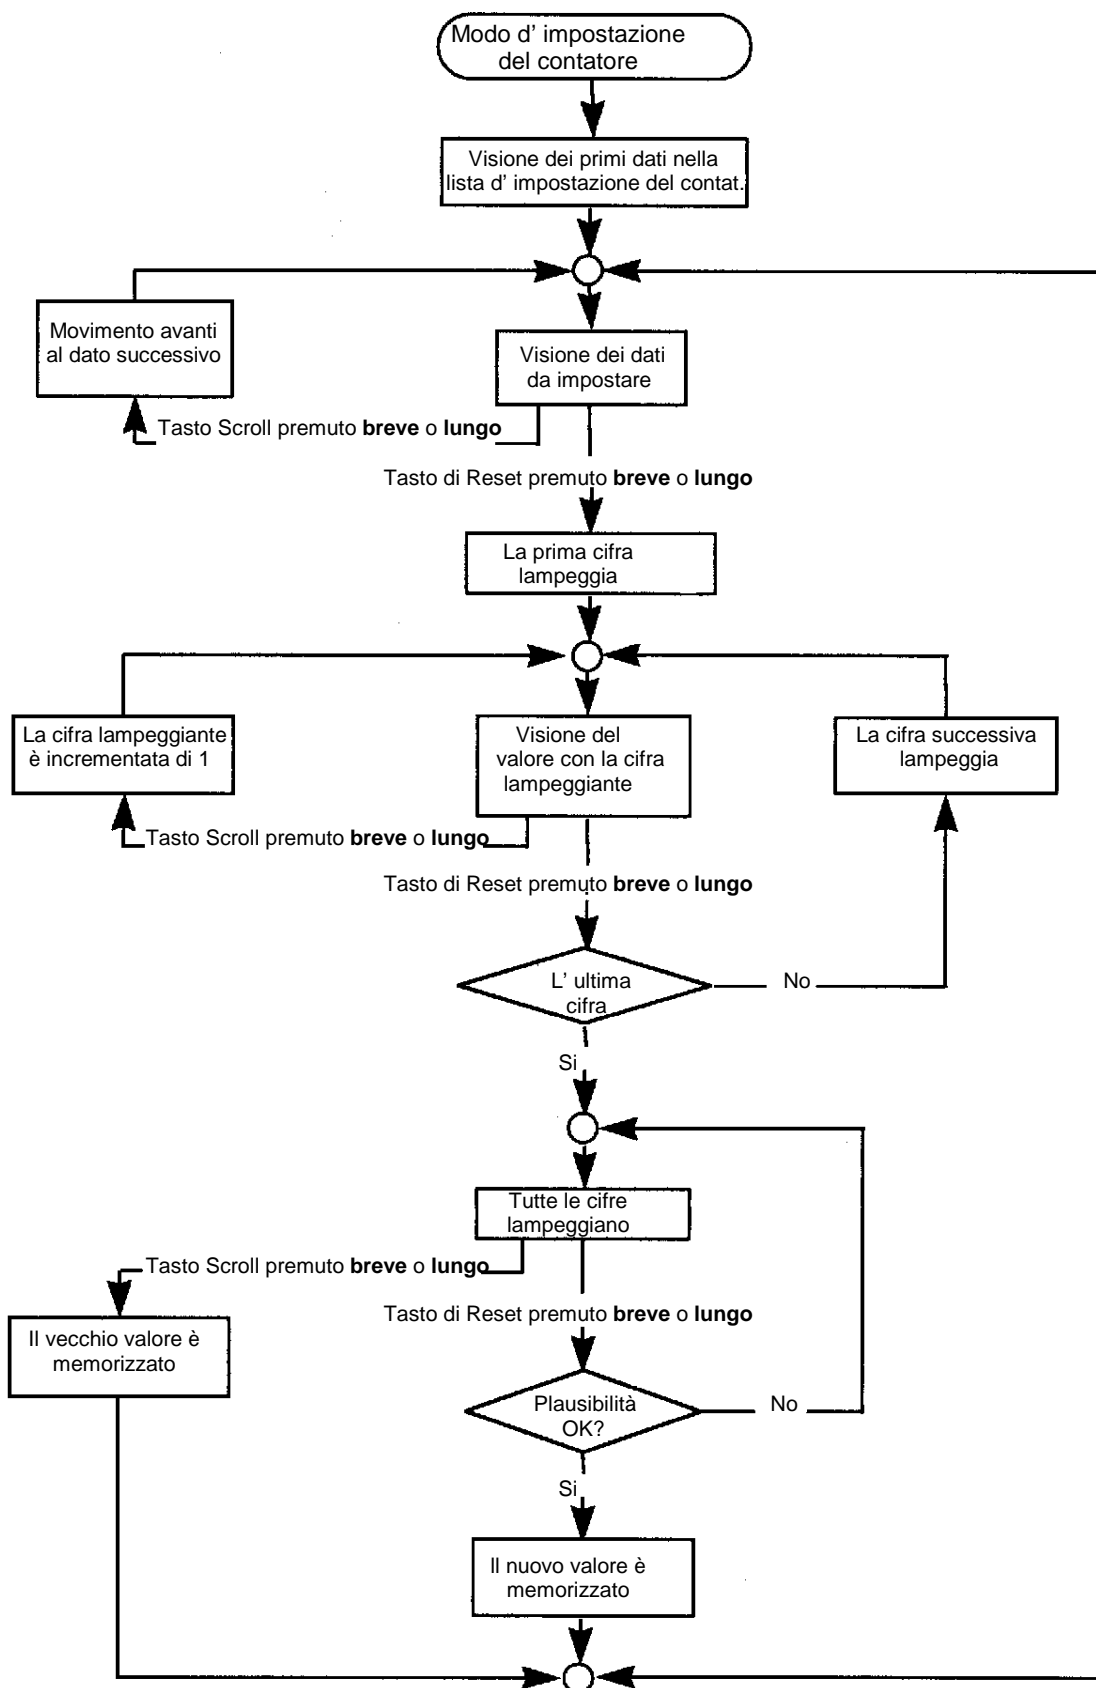 Modo d' impostazione
del contatore
Visione dei primi dati nella
lista d' impostazione del contat.
Movimento avanti
al dato successivo
Visione dei dati
da impostare
Tasto Scroll premuto breve o lungo
Tasto di Reset premuto breve o lungo
La prima cifra
lampeggia
La cifra lampeggiante
è incrementata di 1
Visione del
valore con la cifra
lampeggiante
La cifra successiva
lampeggia
Tasto Scroll premuto breve o lungo
Tasto di Reset premuto breve o lungo
L' ultima
cifra
No
Si
Tutte le cifre
lampeggiano
Tasto Scroll premuto breve o lungo
Tasto di Reset premuto breve o lungo
Il vecchio valore è
memorizzato
Plausibilità
OK?
No
Si
Il nuovo valore è
memorizzato